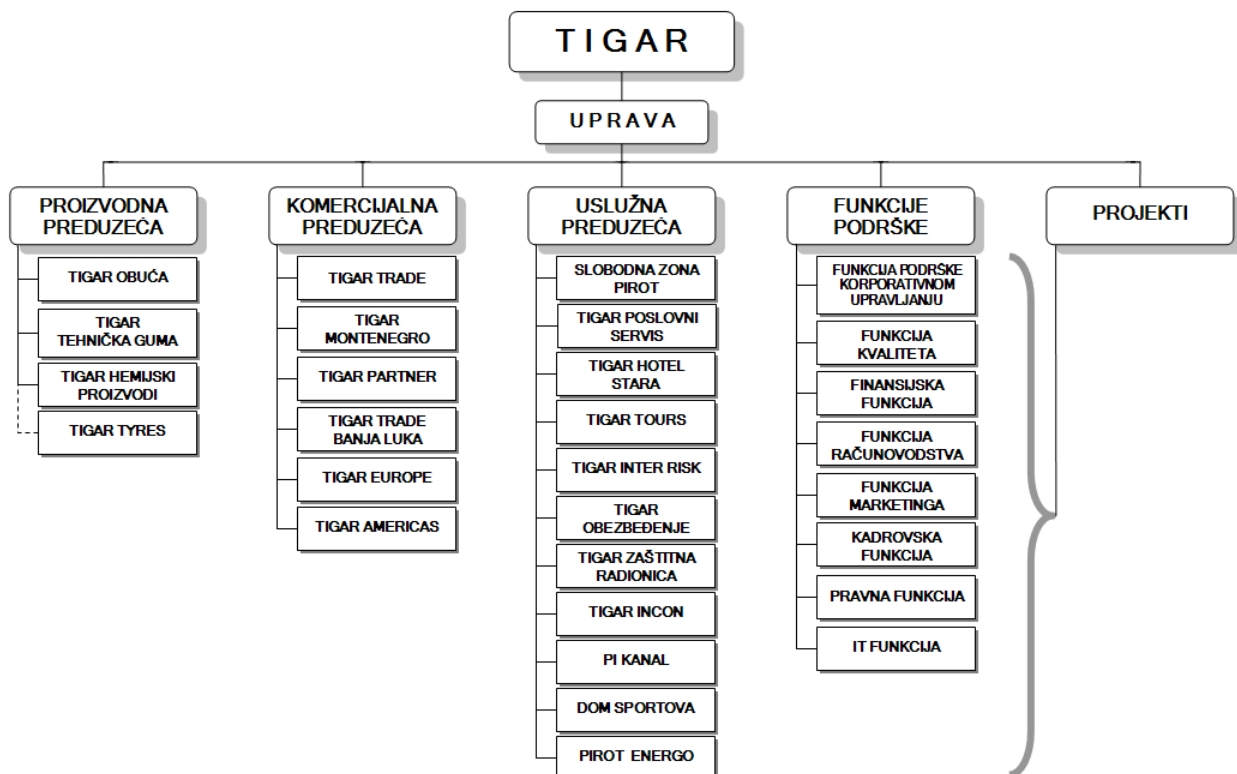 TIGAR
UPRAVA
PROIZVODNA
PREDUZEĆA
TIGAR OBUĆA
TIGAR
TEHNIČKA GUMA
TIGAR HEMIJSKI
PROIZVODI
TIGAR TYRES
KOMERCIJALNA
PREDUZEĆA
TIGAR TRADE
TIGAR
MONTENEGRO
TIGAR PARTNER
TIGAR TRADE
BANJA LUKA
TIGAR EUROPE
TIGAR AMERICAS
USLUŽNA
PREDUZEĆA
SLOBODNA ZONA
PIROT
TIGAR POSLOVNI
SERVIS
TIGAR HOTEL
STARA
TIGAR TOURS
TIGAR INTER RISK
TIGAR
OBEZBEĐENJE
TIGAR ZAŠTITNA
RADIONICA
TIGAR INCON
PI KANAL
DOM SPORTOVA
PIROT ENERGO
FUNKCIJE
PODRŠKE
FUNKCIJA PODRŠKE
KORPORATIVNOM
UPRAVLJANJU
FUNKCIJA
KVALITETA
FINANSIJSKA
FUNKCIJA
FUNKCIJA
RAČUNOVODSTVA
FUNKCIJA
MARKETINGA
KADROVSKA
FUNKCIJA
PRAVNA FUNKCIJA
IT FUNKCIJA
PROJEKTI